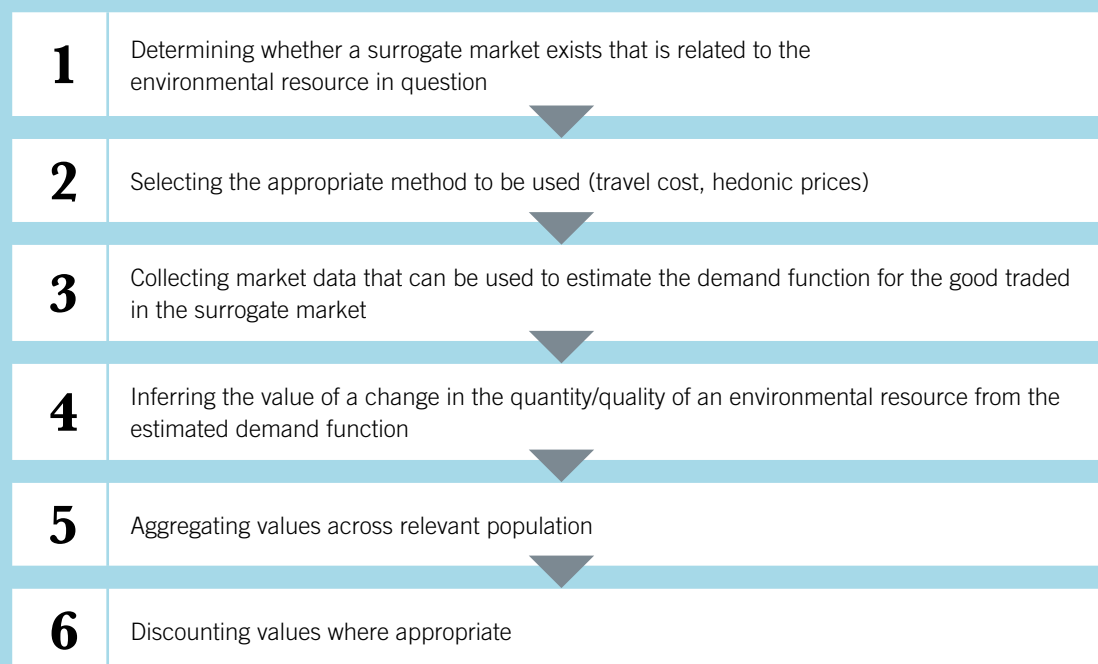 1
Determining whether a surrogate market exists that is related to the
environmental resource in question
2
Selecting the appropriate method to be used (travel cost, hedonic prices)
3
Collecting market data that can be used to estimate the demand function for the good traded
in the surrogate market
4
Inferring the value of a change in the quantity/quality of an environmental resource from the
estimated demand function
5
Aggregating values across relevant population
6
Discounting values where appropriate